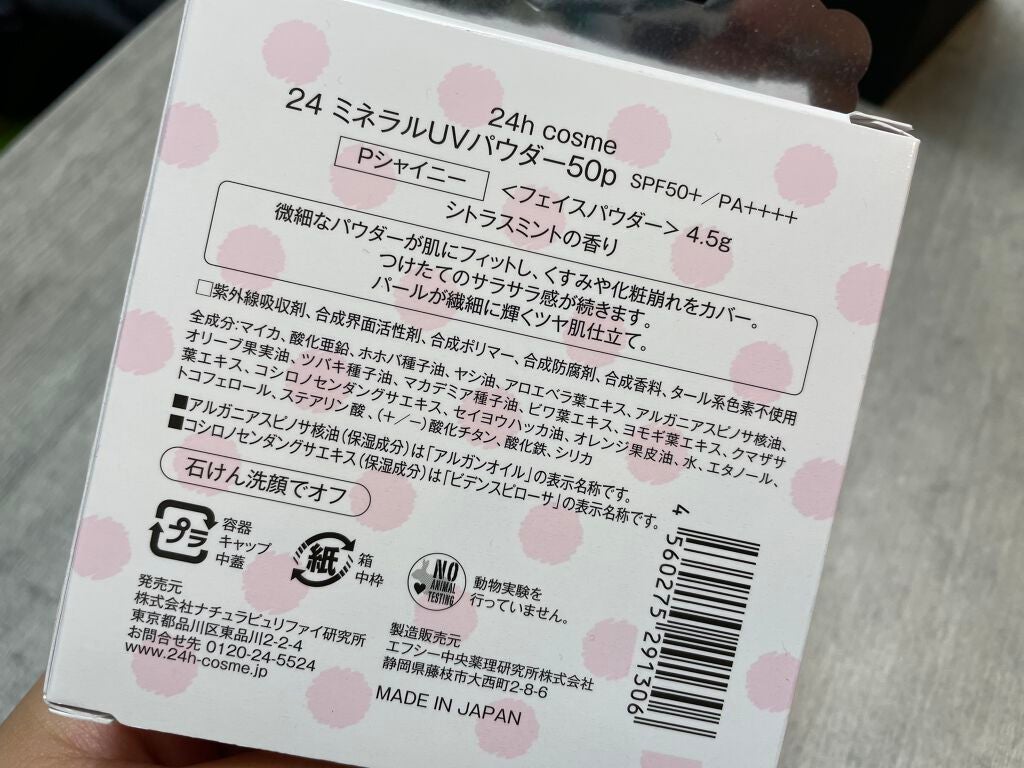 24h cosme
24 ミネラルUVパウダー50p SPF50+/PA++++
Pシャイニー <フェイスパウダー> 4.5g
シトラスミントの香り
微細なパウダーが肌にフィットし、くすみや化粧崩れをカバー。
つけたてのサラサラ感が続きます。
パールが繊細に輝くツヤ肌仕立て。
□紫外線吸収剤、合成界面活性剤、合成ポリマー、合成防腐剤、合成香料、タール系色素不使用
全成分:マイカ、酸化亜鉛、ホホバ種子油、ヤシ油、アロエベラ葉エキス、アルガニアスピノサ核油、
オリーブ果実油、ツバキ種子油、マカデミア種子油、ビワ葉エキス、ヨモギ葉エキス、クマザサ
葉エキス、コシロノセンダングサエキス、セイヨウハッカ油、オレンジ果皮油、水、エタノール、
トコフェロール、ステアリン酸、(+/−)酸化チタン、酸化鉄、シリカ
■アルガニアスピノサ核油(保湿成分)は「アルガンオイル」の表示名称です。
■コシロノセンダングサエキス(保湿成分)は「ビデンスピローサ」の表示名称です。
石けん洗顔でオフ
プラ
容器
キャップ
中蓋
紙
箱
中枠
NO
ANIMAL
TESTING
動物実験を
行っていません。
発売元
株式会社ナチュラピュリファイ研究所
東京都品川区東品川2-2-4
お問合せ先 0120-24-5524
www.24h-cosme.jp
製造販売元
エフシー中央薬理研究所株式会社
静岡県藤枝市大西町2-8-6
MADE IN JAPAN
4 560275 291306